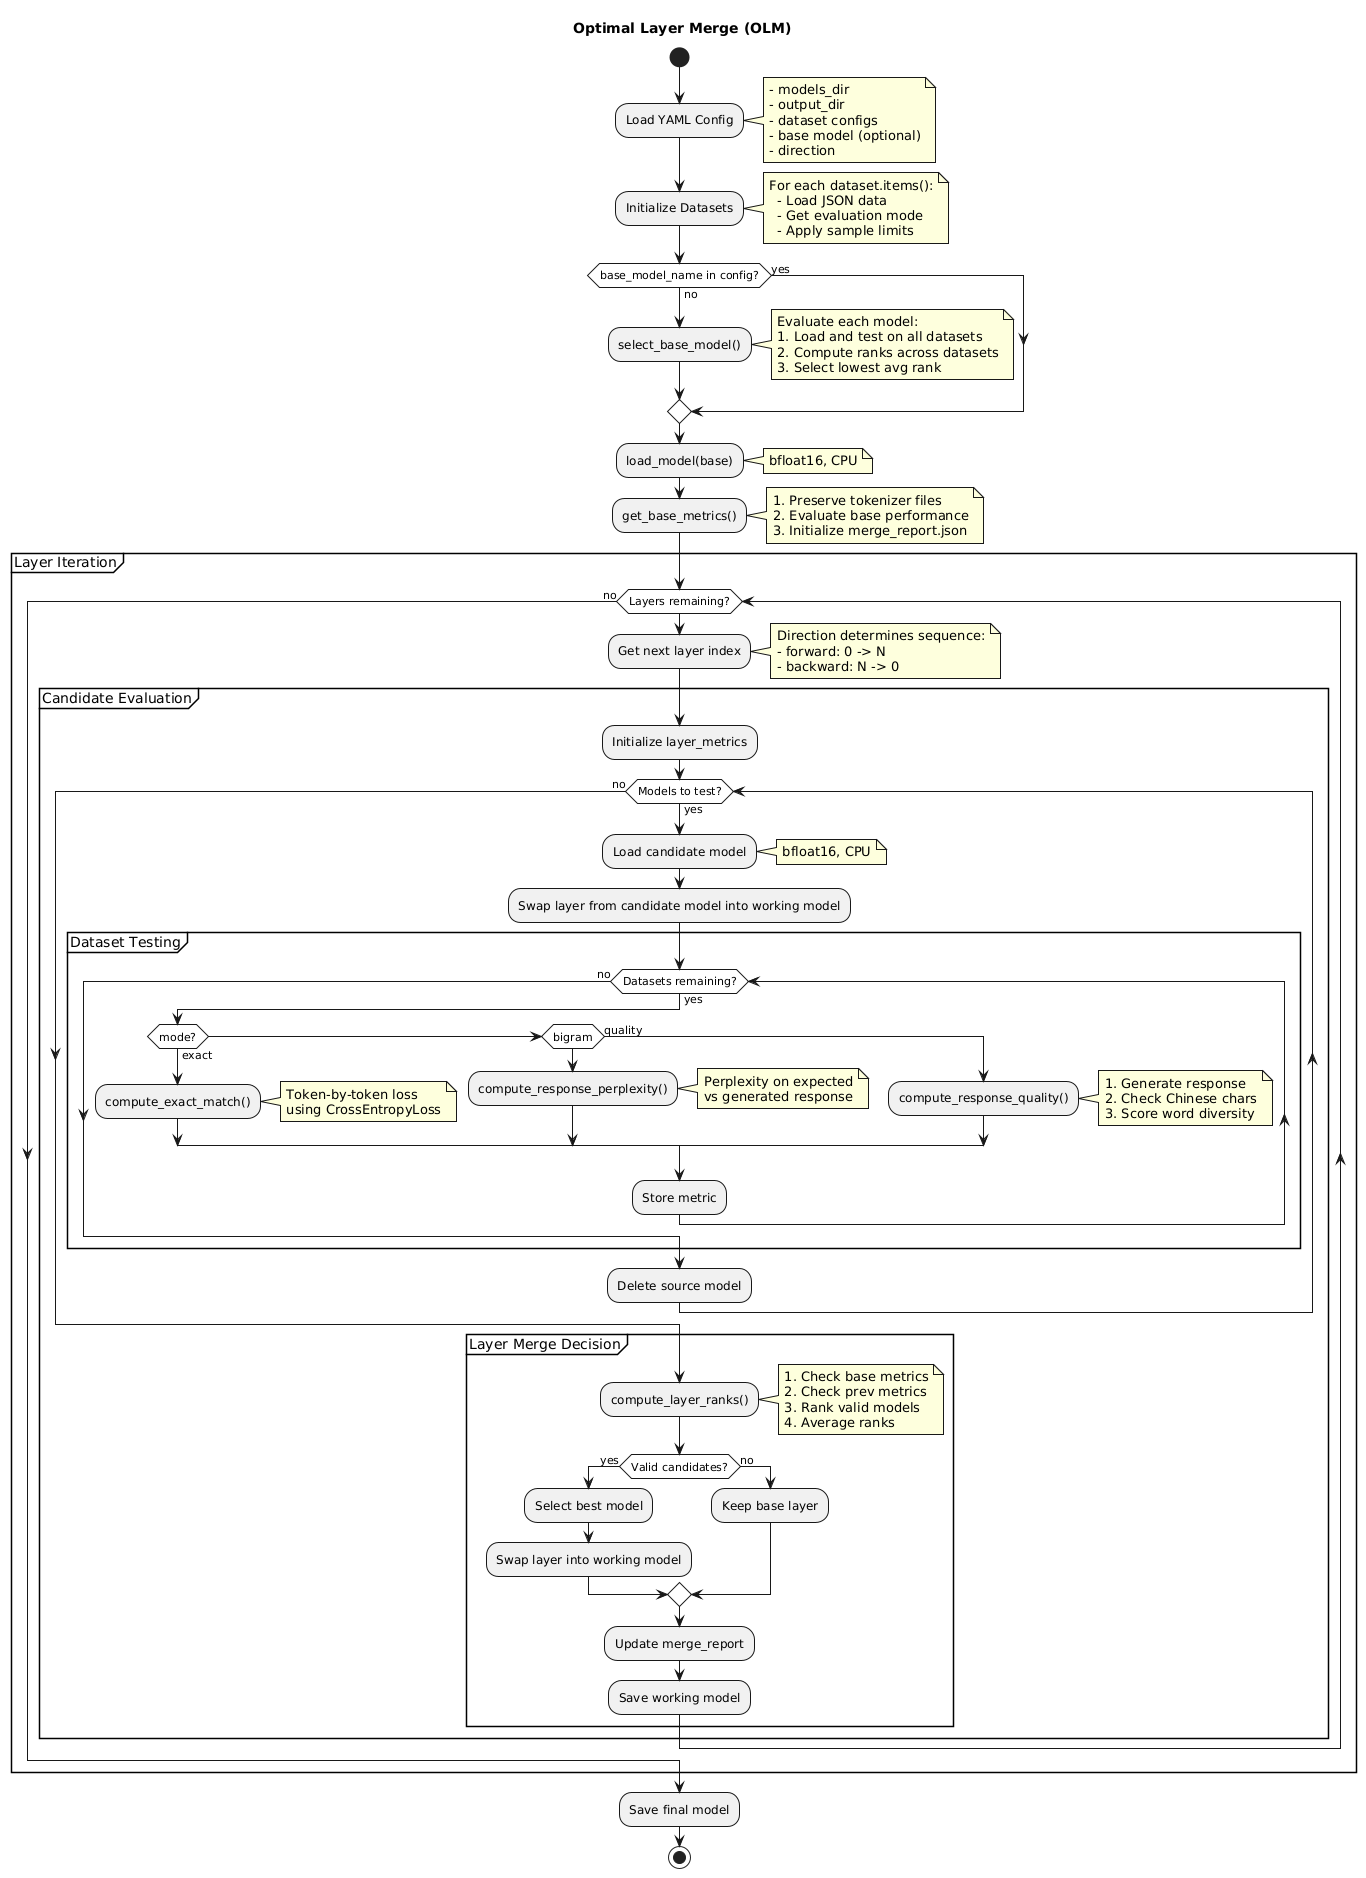 Optimal Layer Merge (OLM)
Load YAML Config
- models_dir
- output_dir
- dataset configs
- base model (optional)
- direction
Initialize Datasets
For each dataset.items():
- Load JSON data
- Get evaluation mode
- Apply sample limits
base_model_name in config?
yes
no
select_base_model()
Evaluate each model:
1. Load and test on all datasets
2. Compute ranks across datasets
3. Select lowest avg rank
load_model(base)
bfloat16, CPU
get_base_metrics()
1. Preserve tokenizer files
2. Evaluate base performance
3. Initialize merge_report.json
Layer Iteration
no
Layers remaining?
Get next layer index
Direction determines sequence:
- forward: 0 -> N
- backward: N -> 0
Candidate Evaluation
Initialize layer_metrics
no
Models to test?
yes
Load candidate model
bfloat16, CPU
Swap layer from candidate model into working model
Dataset Testing
no
Datasets remaining?
yes
mode?
exact
bigram
quality
compute_exact_match()
Token-by-token loss
using CrossEntropyLoss
compute_response_perplexity()
Perplexity on expected
vs generated response
compute_response_quality()
1. Generate response
2. Check Chinese chars
3. Score word diversity
Store metric
Delete source model
Layer Merge Decision
compute_layer_ranks()
1. Check base metrics
2. Check prev metrics
3. Rank valid models
4. Average ranks
yes
Valid candidates?
no
Select best model
Keep base layer
Swap layer into working model
Update merge_report
Save working model
Save final model